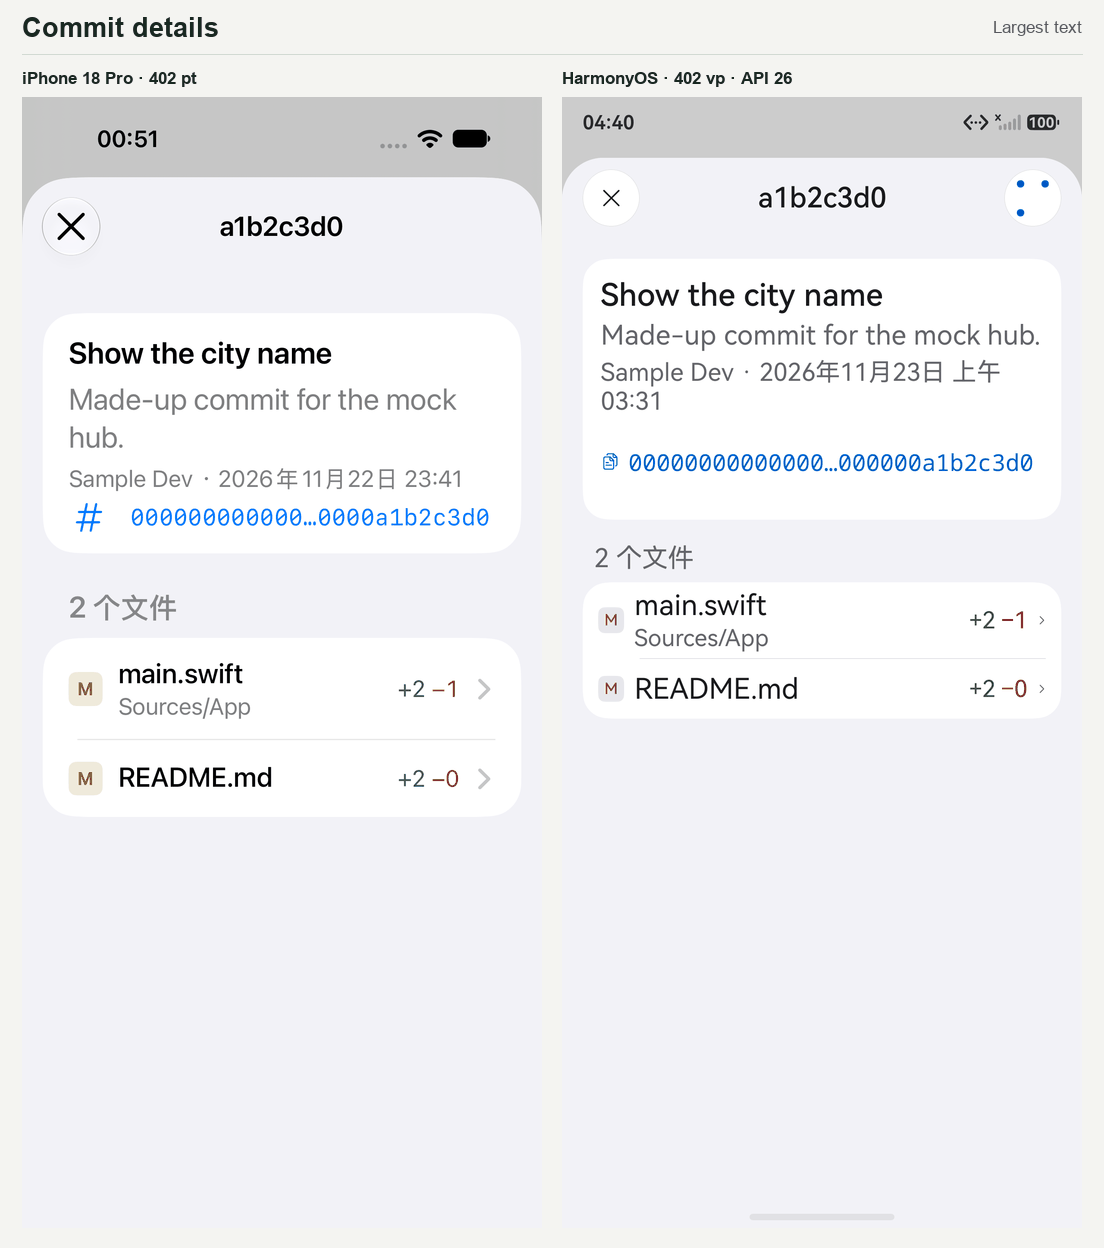 Commit details
Largest text
iPhone 18 Pro · 402 pt
00:51
a1b2c3d0
Show the city name
Made-up commit for the mock
hub.
Sample Dev · 2026年11月22日 23:41
# 000000000000…0000a1b2c3d0
2 个文件
M main.swift +2 −1
Sources/App
M README.md +2 −0
HarmonyOS · 402 vp · API 26
04:40
100
a1b2c3d0
Show the city name
Made-up commit for the mock hub.
Sample Dev · 2026年11月23日 上午
03:31
00000000000000…000000a1b2c3d0
2 个文件
M main.swift +2 −1
Sources/App
M README.md +2 −0